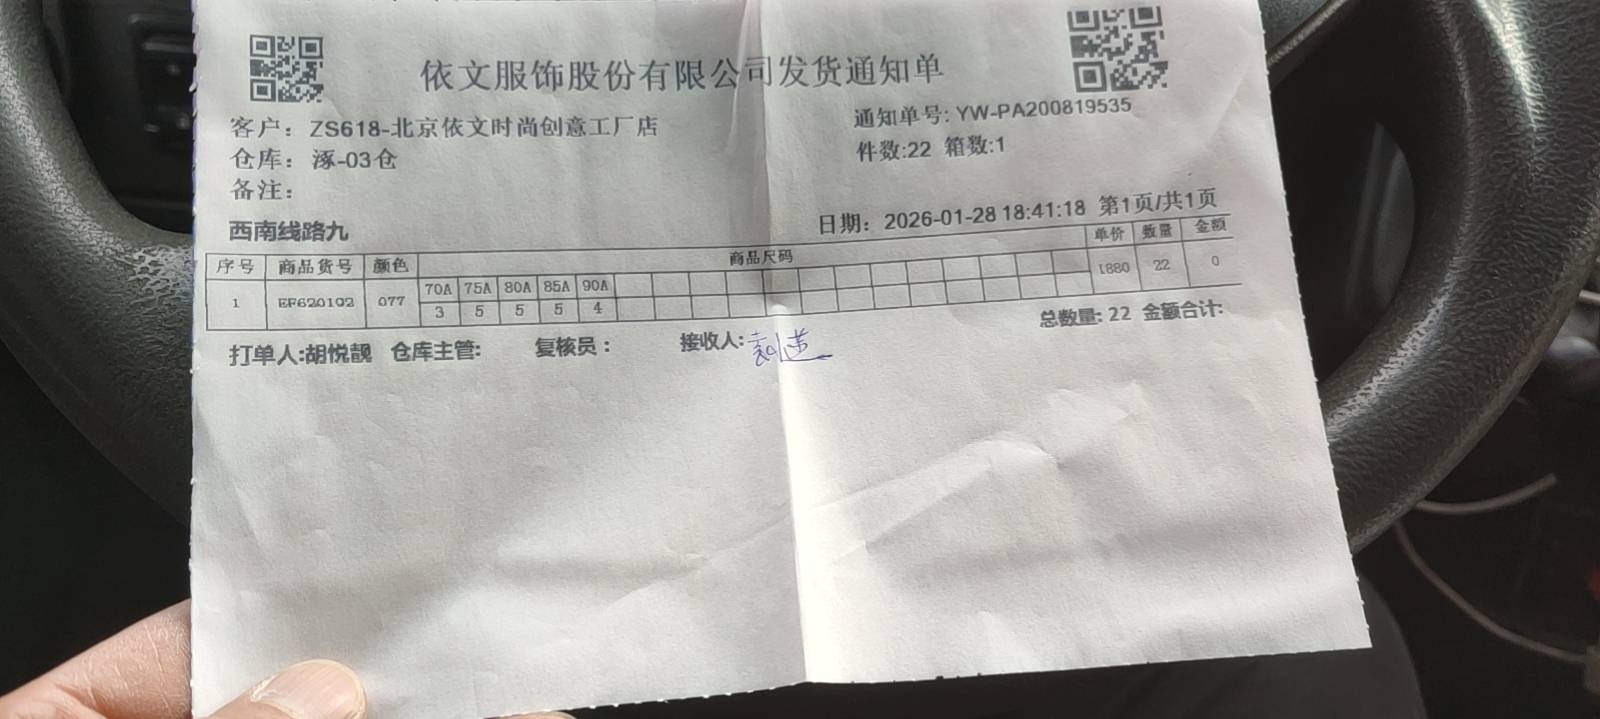 依文服饰股份有限公司发货通知单
客户：ZS618-北京依文时尚创意工厂店
通知单号:YW-PA200819535
仓库：涿-03仓
件数:22 箱数:1
备注：
西南线路九
日期：2026-01-28 18:41:18 第1页/共1页
序号 商品货号 颜色 商品尺码 单价 数量 金额
70A 75A 80A 85A 90A
1 EF620192 077 3 5 5 5 4 1880 22 0
总数量:22 金额合计:
打单人:胡悦靓 仓库主管: 复核员： 接收人: